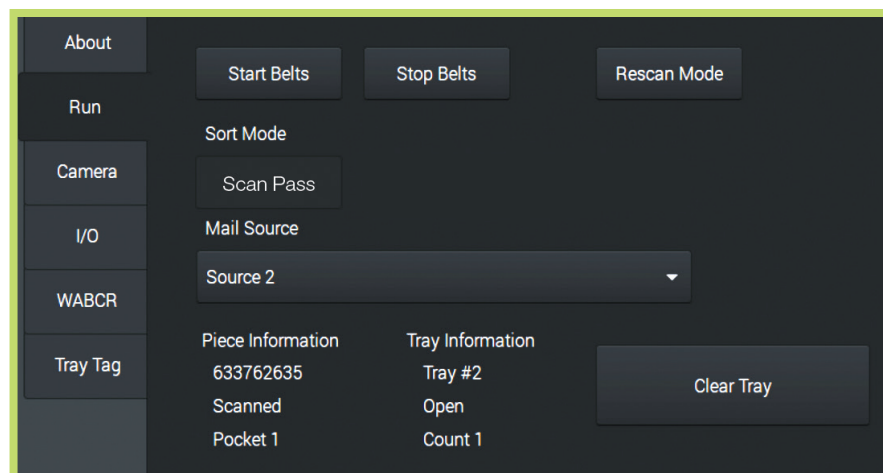 About
Run
Camera
I/O
WABCR
Tray Tag
Start Belts
Stop Belts
Rescan Mode
Sort Mode
Scan Pass
Mail Source
Source 2
Piece Information
633762635
Scanned
Pocket 1
Tray Information
Tray #2
Open
Count 1
Clear Tray